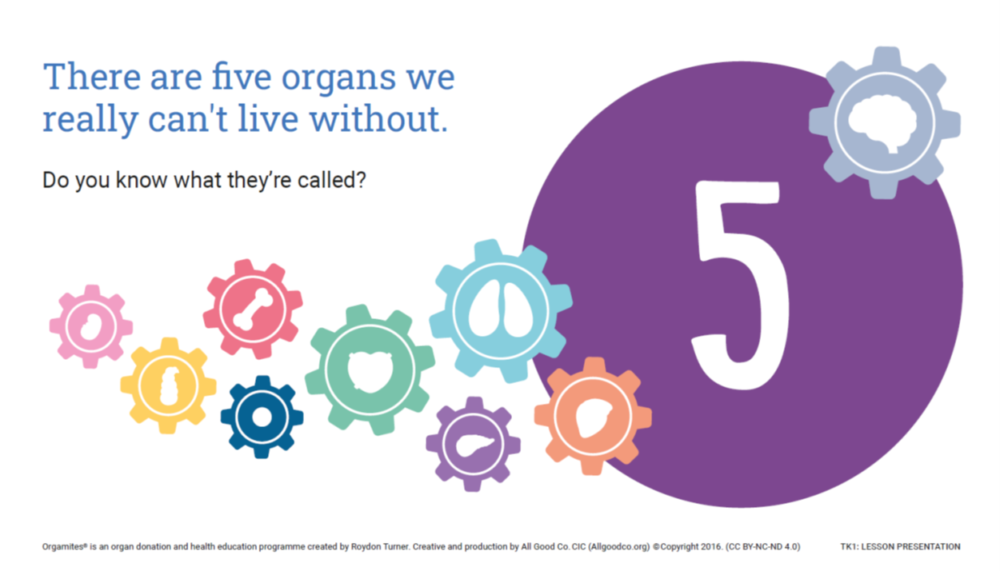 There are five organs we
really can't live without.
Do you know what they’re called?
5
Orgamites® is an organ donation and health education programme created by Roydon Turner. Creative and production by All Good Co. CIC (Allgoodco.org) ©Copyright 2016. (CC BY-NC-ND 4.0)
TK1: LESSON PRESENTATION